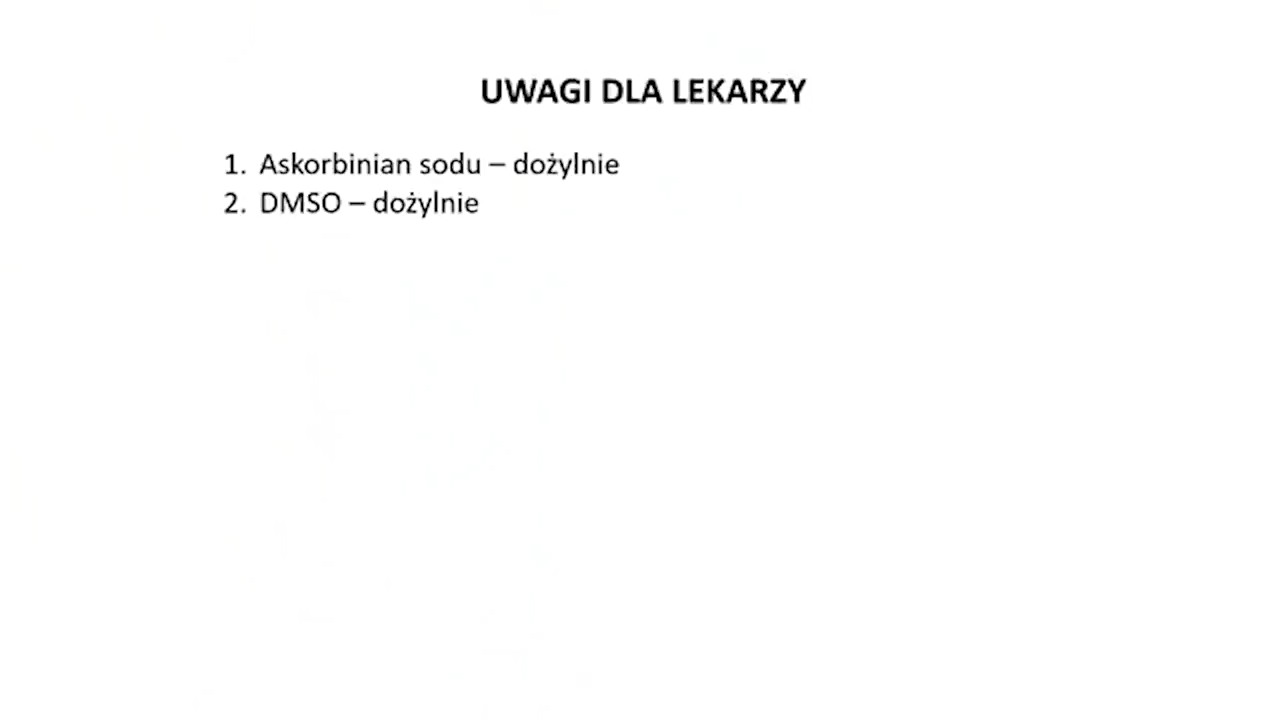 UWAGI DLA LEKARZY
1. Askorbinian sodu – dożylnie
2. DMSO – dożylnie